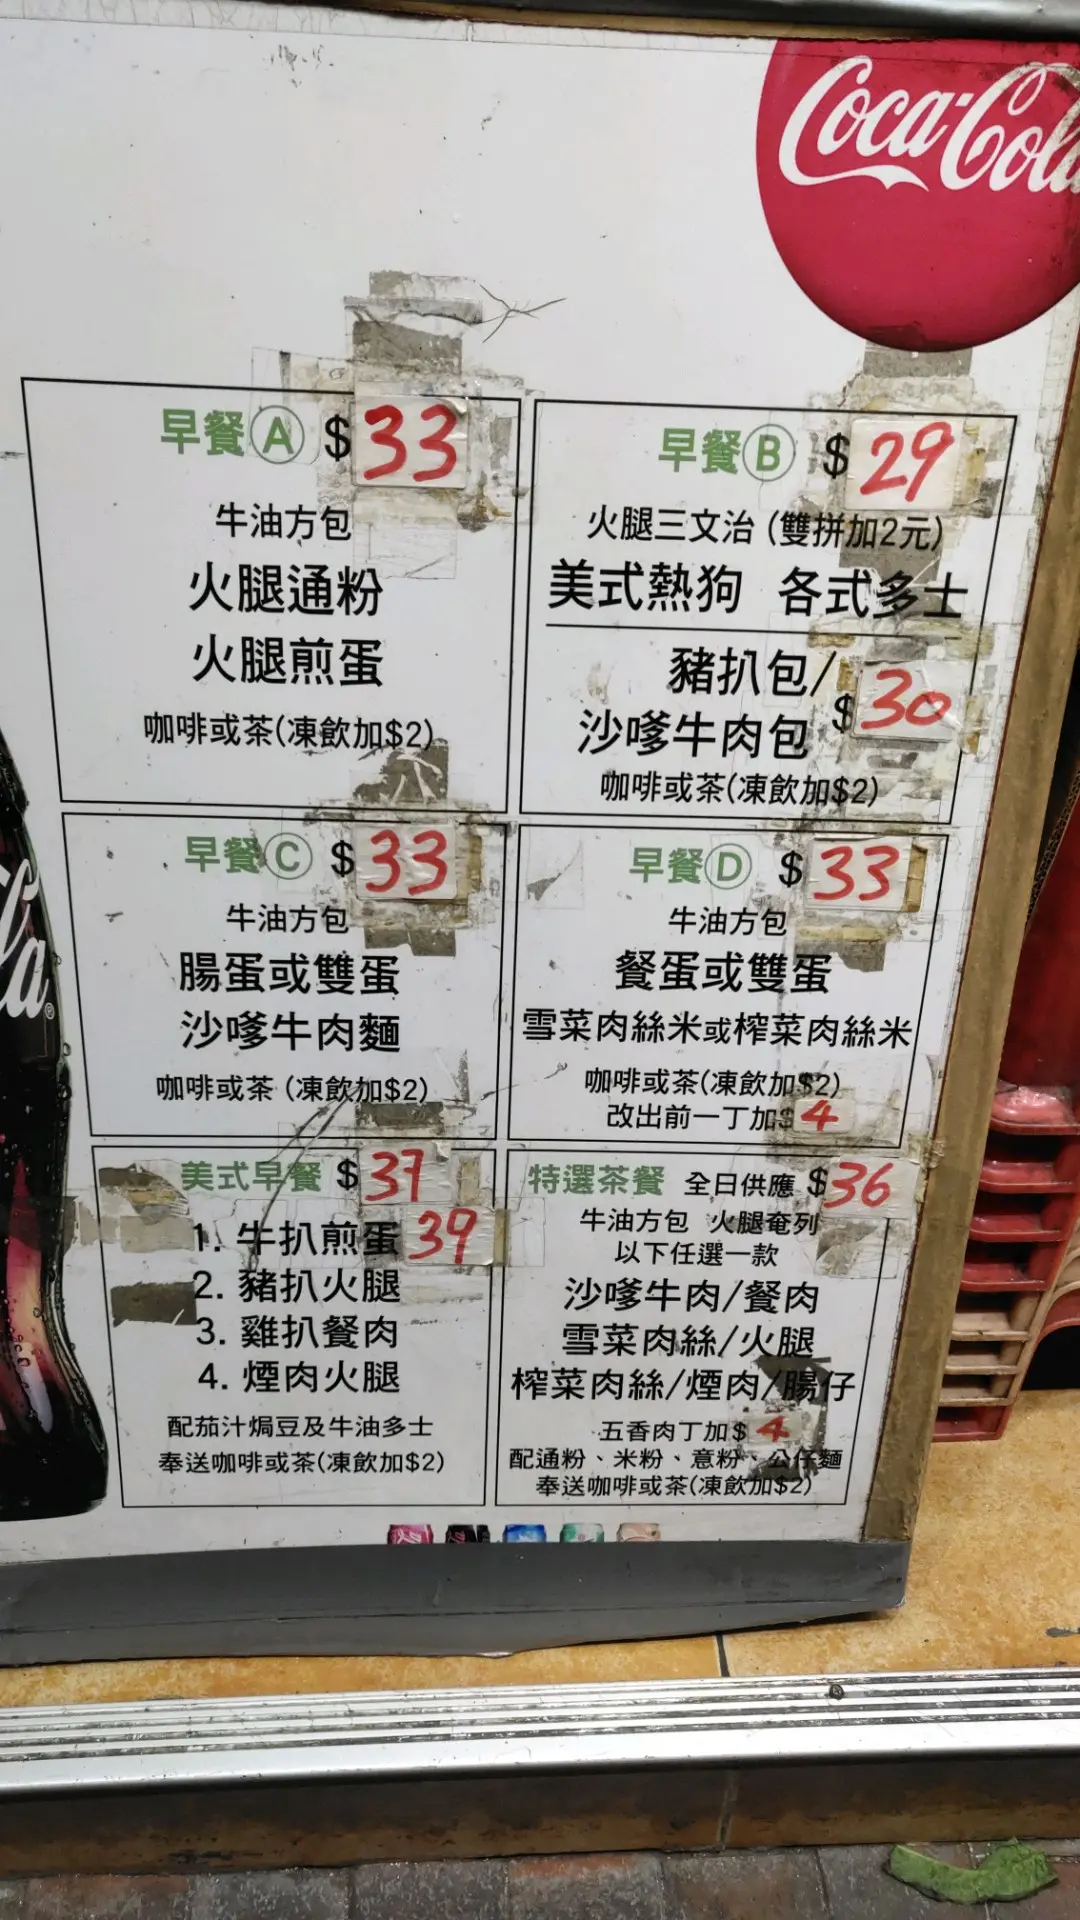 Coca-Cola
早餐Ⓐ $33
牛油方包
火腿通粉
火腿煎蛋
咖啡或茶(凍飲加$2)
早餐Ⓑ $29
火腿三文治 (雙拼加2元)
美式熱狗 各式多士
豬扒包/
沙嗲牛肉包 $30
咖啡或茶(凍飲加$2)
早餐Ⓒ $33
牛油方包
腸蛋或雙蛋
沙嗲牛肉麵
咖啡或茶 (凍飲加$2)
早餐Ⓓ $33
牛油方包
餐蛋或雙蛋
雪菜肉絲米或榨菜肉絲米
咖啡或茶(凍飲加$2)
改出前一丁加$4
美式早餐 $37
1. 牛扒煎蛋 39
2. 豬扒火腿
3. 雞扒餐肉
4. 煙肉火腿
配茄汁焗豆及牛油多士
奉送咖啡或茶(凍飲加$2)
特選茶餐 全日供應 $36
牛油方包 火腿奄列
以下任選一款
沙嗲牛肉/餐肉
雪菜肉絲/火腿
榨菜肉絲/煙肉/腸仔
五香肉丁加$4
配通粉、米粉、意粉、公仔麵
奉送咖啡或茶(凍飲加$2)